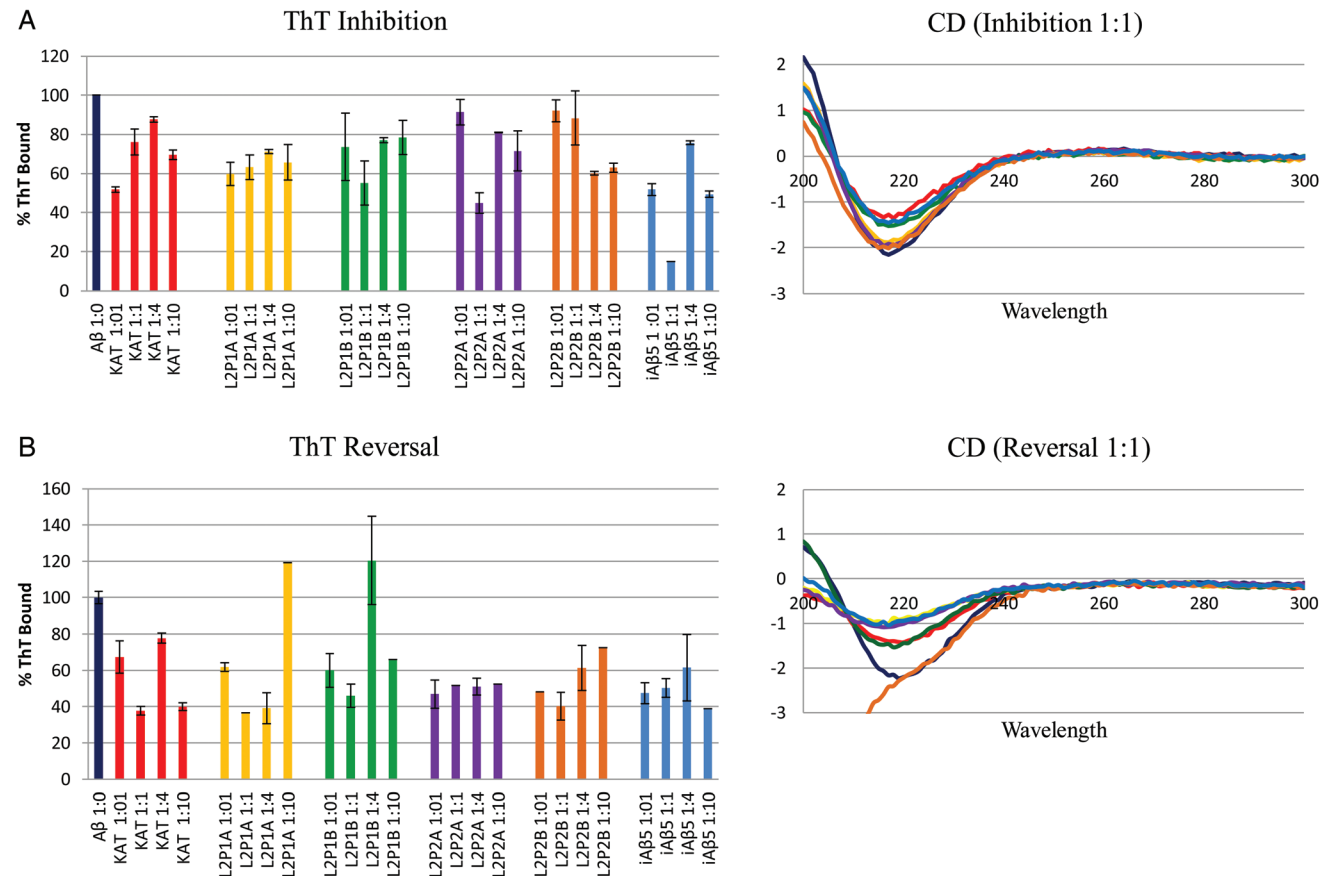 A
ThT Inhibition
% ThT Bound
120
100
80
60
40
20
0
Aβ 1:0
KAT 1:01
KAT 1:1
KAT 1:4
KAT 1:10
L2P1A 1:01
L2P1A 1:1
L2P1A 1:4
L2P1A 1:10
L2P1B 1:01
L2P1B 1:1
L2P1B 1:4
L2P1B 1:10
L2P2A 1:01
L2P2A 1:1
L2P2A 1:4
L2P2A 1:10
L2P2B 1:01
L2P2B 1:1
L2P2B 1:4
L2P2B 1:10
iAβ5 1 :01
iAβ5 1:1
iAβ5 1:4
iAβ5 1:10
CD (Inhibition 1:1)
2
1
0
-1
-2
-3
200
220
240
260
280
300
Wavelength
B
ThT Reversal
% ThT Bound
160
140
120
100
80
60
40
20
0
Aβ 1:0
KAT 1:01
KAT 1:1
KAT 1:4
KAT 1:10
L2P1A 1:01
L2P1A 1:1
L2P1A 1:4
L2P1A 1:10
L2P1B 1:01
L2P1B 1:1
L2P1B 1:4
L2P1B 1:10
L2P2A 1:01
L2P2A 1:1
L2P2A 1:4
L2P2A 1:10
L2P2B 1:01
L2P2B 1:1
L2P2B 1:4
L2P2B 1:10
iAβ5 1:01
iAβ5 1:1
iAβ5 1:4
iAβ5 1:10
CD (Reversal 1:1)
2
1
0
-1
-2
-3
200
220
240
260
280
300
Wavelength